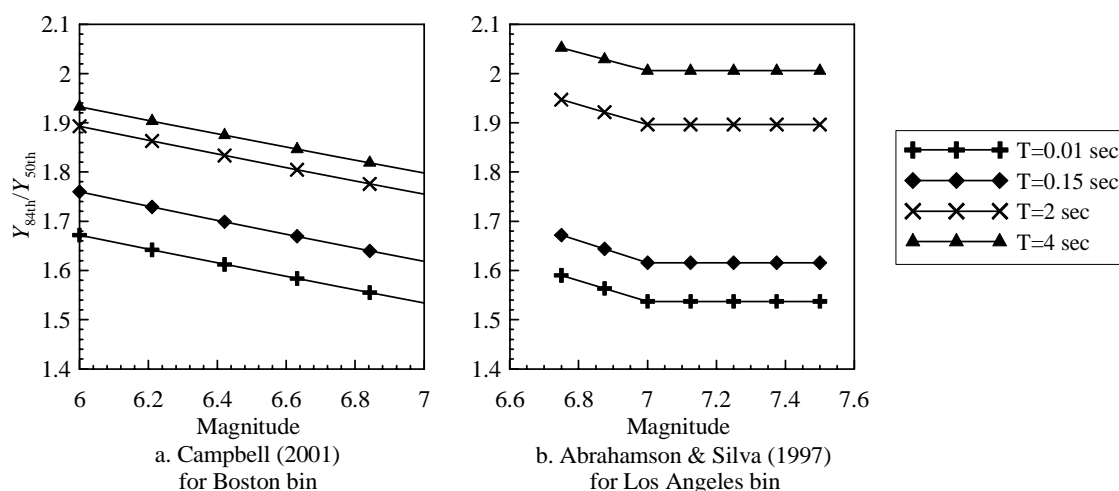 2.1
2
1.9
1.8
1.7
1.6
1.5
1.4
Y84th/Y50th
6 6.2 6.4 6.6 6.8 7
Magnitude
a. Campbell (2001)
for Boston bin
2.1
2
1.9
1.8
1.7
1.6
1.5
1.4
6.6 6.8 7 7.2 7.4 7.6
Magnitude
b. Abrahamson & Silva (1997)
for Los Angeles bin
T=0.01 sec
T=0.15 sec
T=2 sec
T=4 sec